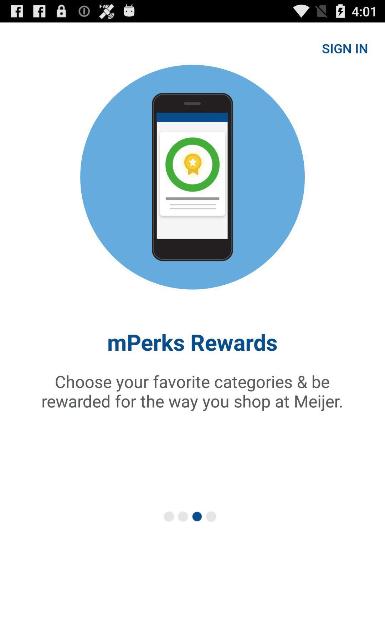 4:01
SIGN IN
mPerks Rewards
Choose your favorite categories & be
rewarded for the way you shop at Meijer.